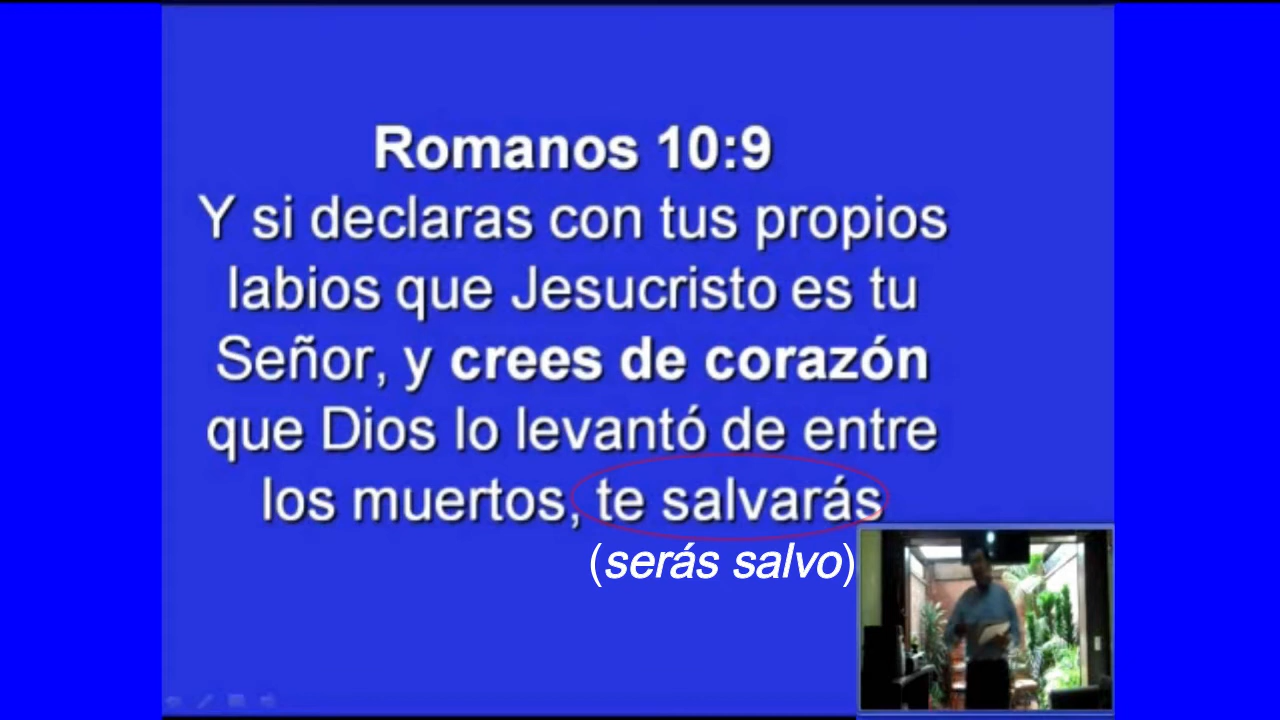 Romanos 10:9
Y si declaras con tus propios
labios que Jesucristo es tu
Señor, y crees de corazón
que Dios lo levantó de entre
los muertos, te salvarás
(serás salvo)